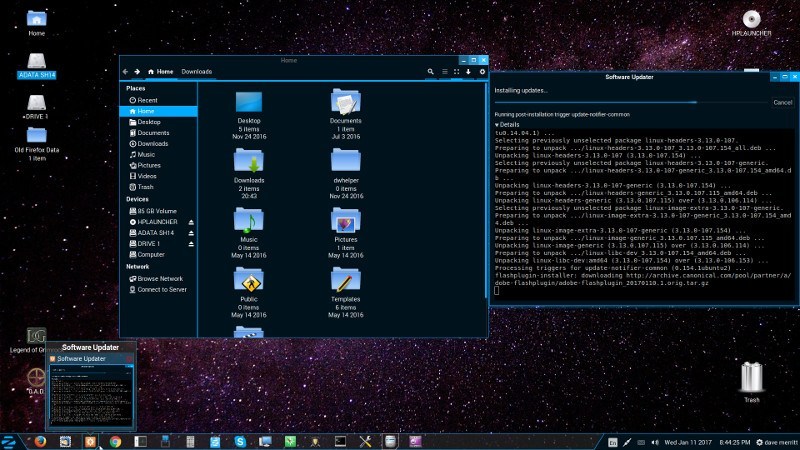 Home
ADATA SH14
+DRIVE 1
Old Firefox Data
1 item
Legend of
Home
Home
Downloads
Places
Recent
Home
Desktop
Documents
Downloads
Music
Pictures
Videos
Trash
Devices
85 GB Volume
HPLAUNCHER
ADATA SH14
DRIVE 1
Computer
Network
Browse Network
Connect to Server
Desktop
5 items
Nov 24 2016
Documents
1 item
Jul 3 2016
Downloads
2 items
20:43
dwhelper
no items
Nov 24 2016
Music
0 items
May 14 2016
Pictures
1 item
May 14 2016
Public
0 items
May 14 2016
Templates
6 items
May 14 2016
HPLAUNCHER
Software Updater
Installing updates...
Cancel
Running post-installation trigger update-notifier-common
Details
tu0.14.04.1) ...
Selecting previously unselected package linux-headers-3.13.0-107.
Preparing to unpack .../linux-headers-3.13.0-107_3.13.0-107.154_all.deb ...
Unpacking linux-headers-3.13.0-107 (3.13.0-107.154) ...
Selecting previously unselected package linux-headers-3.13.0-107-generic.
Preparing to unpack .../linux-headers-3.13.0-107-generic_3.13.0-107.154_amd64.de
b ...
Unpacking linux-headers-3.13.0-107-generic (3.13.0-107.154) ...
Preparing to unpack .../linux-headers-generic_3.13.0.107.115_amd64.deb ...
Unpacking linux-headers-generic (3.13.0.107.115) over (3.13.0.106.114) ...
Selecting previously unselected package linux-image-extra-3.13.0-107-generic.
Preparing to unpack .../linux-image-extra-3.13.0-107-generic_3.13.0-107.154_amd6
4.deb ...
Unpacking linux-image-extra-3.13.0-107-generic (3.13.0-107.154) ...
Preparing to unpack .../linux-image-generic_3.13.0.107.115_amd64.deb ...
Unpacking linux-image-generic (3.13.0.107.115) over (3.13.0.106.114) ...
Preparing to unpack .../linux-libc-dev_3.13.0-107.154_amd64.deb ...
Unpacking linux-libc-dev:amd64 (3.13.0-107.154) over (3.13.0-106.153) ...
Processing triggers for update-notifier-common (0.154.1ubuntu2) ...
flashplugin-installer: downloading http://archive.canonical.com/pool/partner/a/a
dobe-flashplugin/adobe-flashplugin_20170110.1.orig.tar.gz
Trash
Software Updater
Software Updater
En
Wed Jan 11 2017
8:44:25 PM
dave merritt